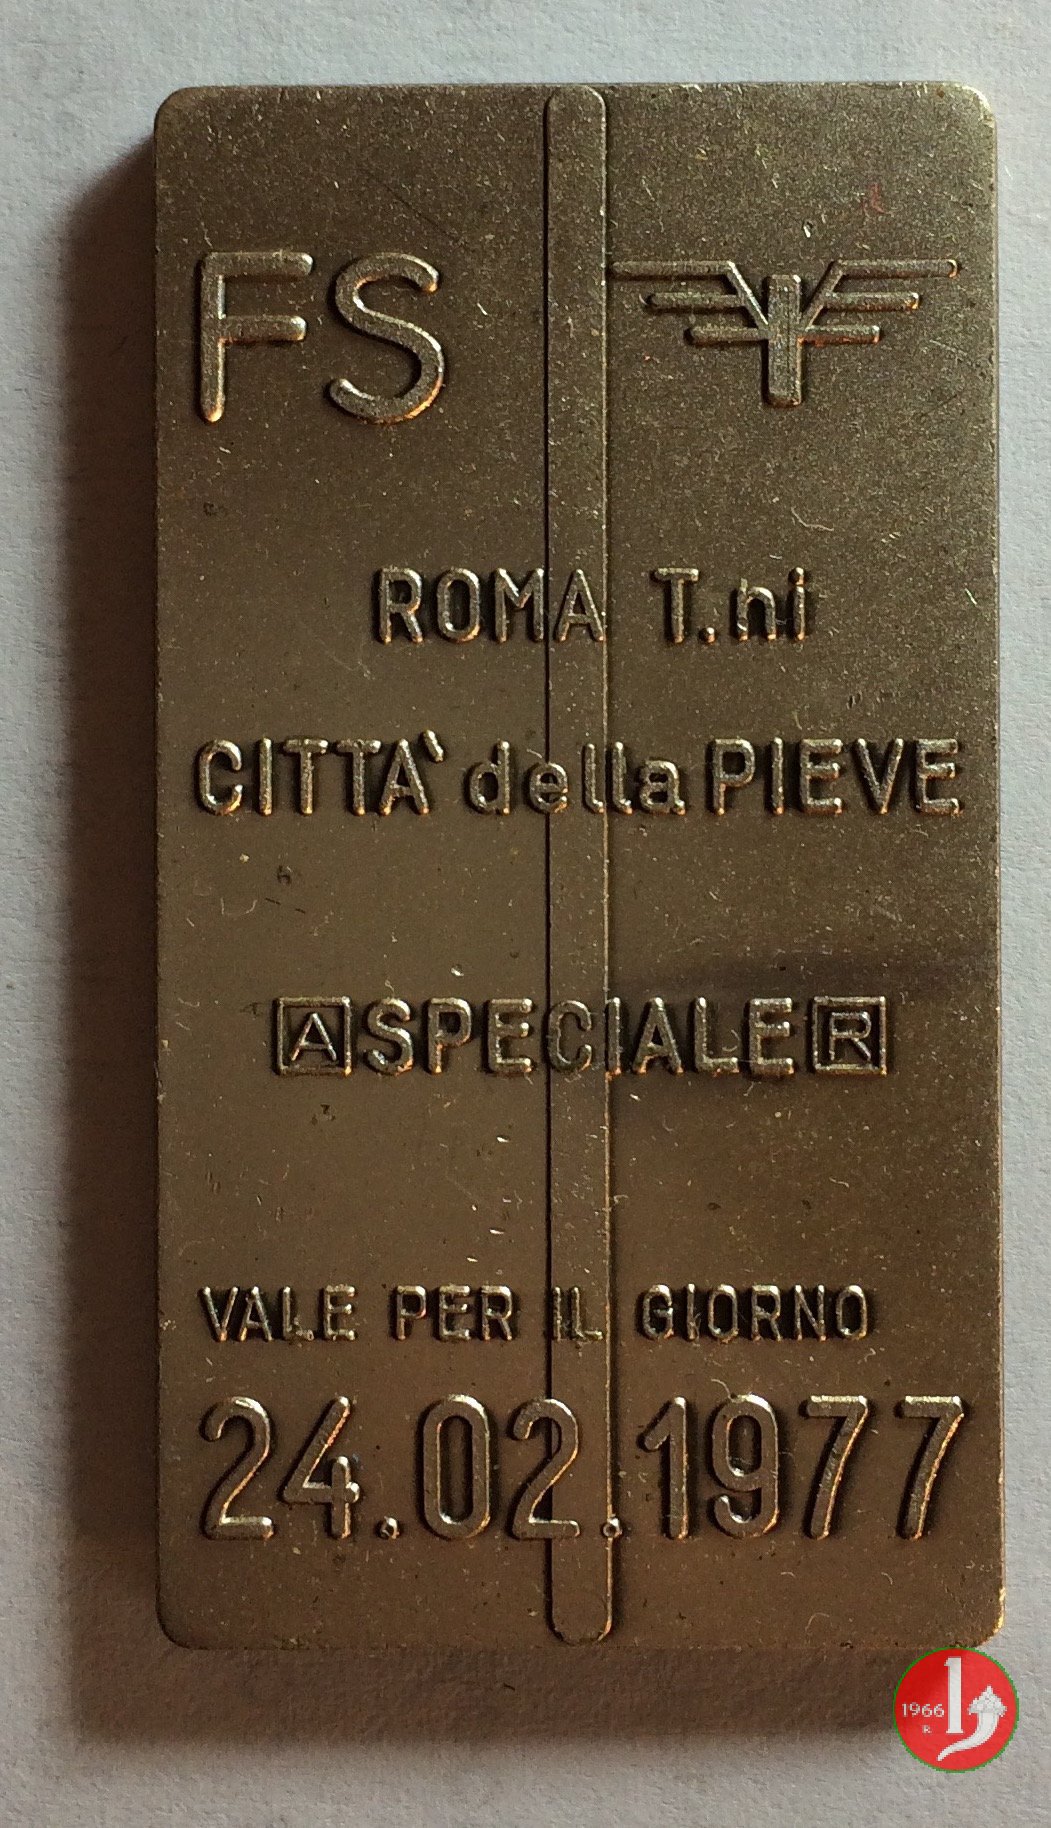 FS
ROMA T.ni
CITTA' della PIEVE
A SPECIALE R
VALE PER IL GIORNO
24.02.1977
1966
R